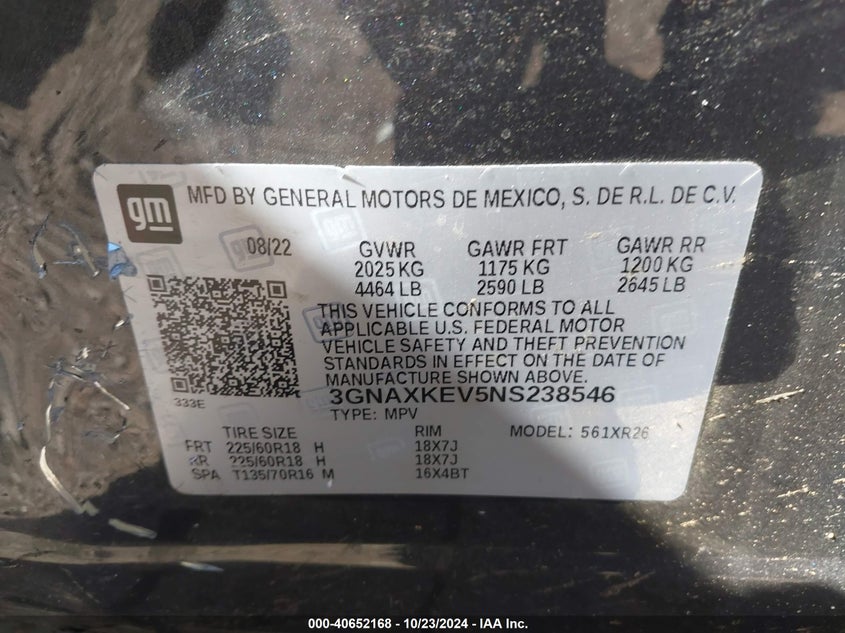 gm MFD BY GENERAL MOTORS DE MEXICO, S. DE R.L. DE C.V.
08/22 GVWR GAWR FRT GAWR RR
2025 KG 1175 KG 1200 KG
4464 LB 2590 LB 2645 LB
THIS VEHICLE CONFORMS TO ALL
APPLICABLE U.S. FEDERAL MOTOR
VEHICLE SAFETY AND THEFT PREVENTION
STANDARDS IN EFFECT ON THE DATE OF
MANUFACTURE SHOWN ABOVE.
333E
3GNAXKEV5NS238546
TYPE: MPV
TIRE SIZE RIM MODEL: 561XR26
FRT 225/60R18 H 18X7J
RR 225/60R18 H 18X7J
SPA T135/70R16 M 16X4BT
000-40652168 - 10/23/2024 - IAA Inc.